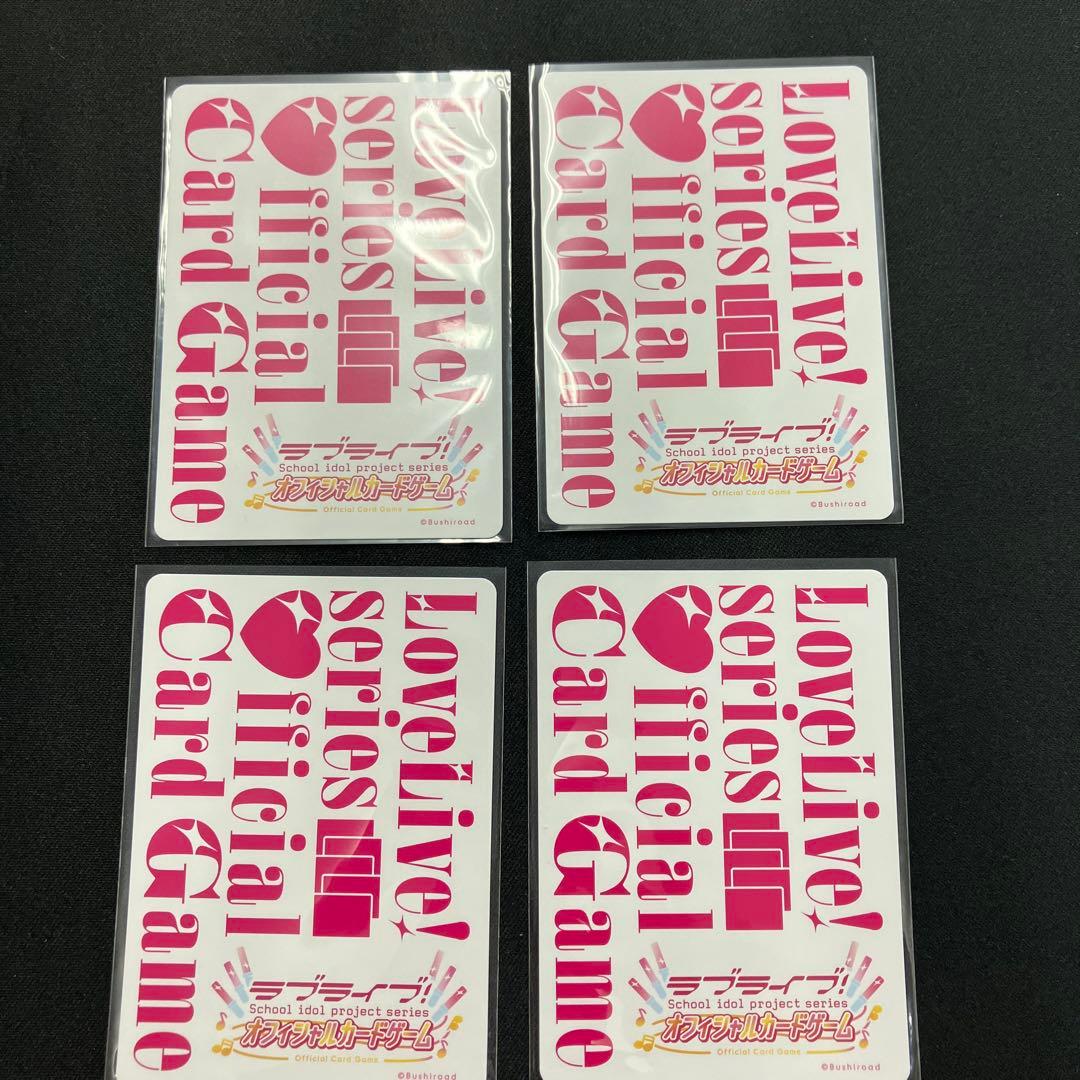 LoveLive!
series
fficial
Card Game
ラブライブ!
School idol project series
オフィシャルカードゲーム
Official Card Game
©Bushiroad
LoveLive!
series
fficial
Card Game
ラブライブ!
School idol project series
オフィシャルカードゲーム
Official Card Game
©Bushiroad
LoveLive!
series
fficial
Card Game
ラブライブ!
School idol project series
オフィシャルカードゲーム
Official Card Game
©Bushiroad
LoveLive!
series
fficial
Card Game
ラブライブ!
School idol project series
オフィシャルカードゲーム
Official Card Game
©Bushiroad